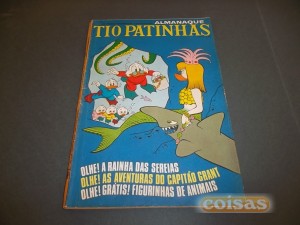 ALMANAQUE
TIO PATINHAS
OLHE! A RAINHA DAS SEREIAS
OLHE! AS AVENTURAS DO CAPITÃO GRANT
OLHE! GRÁTIS! FIGURINHAS DE ANIMAIS
coisas